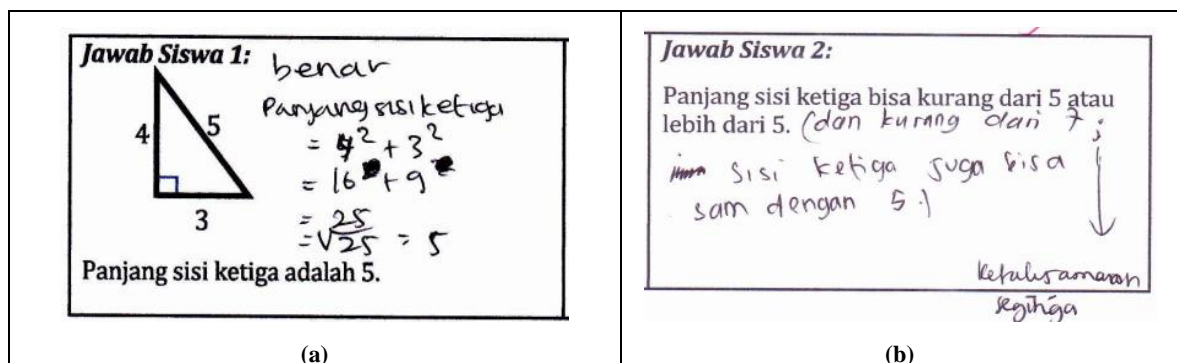 Jawab Siswa 1:
benar
Panjang sisi ketiga
= 4² + 3²
= 16 + 9
= 25
= √25 = 5
4
5
3
Panjang sisi ketiga adalah 5.
(a)
Jawab Siswa 2:
Panjang sisi ketiga bisa kurang dari 5 atau
lebih dari 5. (dan kurang dari 7 ;
sisi ketiga juga bisa
sam dengan 5.)
segitiga
(b)